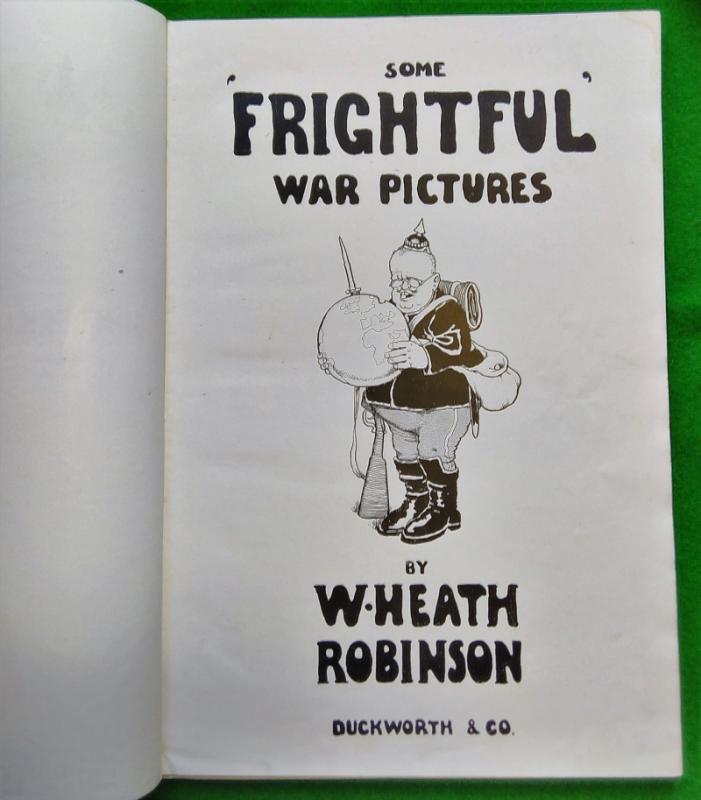 SOME
'FRIGHTFUL'
WAR PICTURES
BY
W·HEATH
ROBINSON
DUCKWORTH & CO.